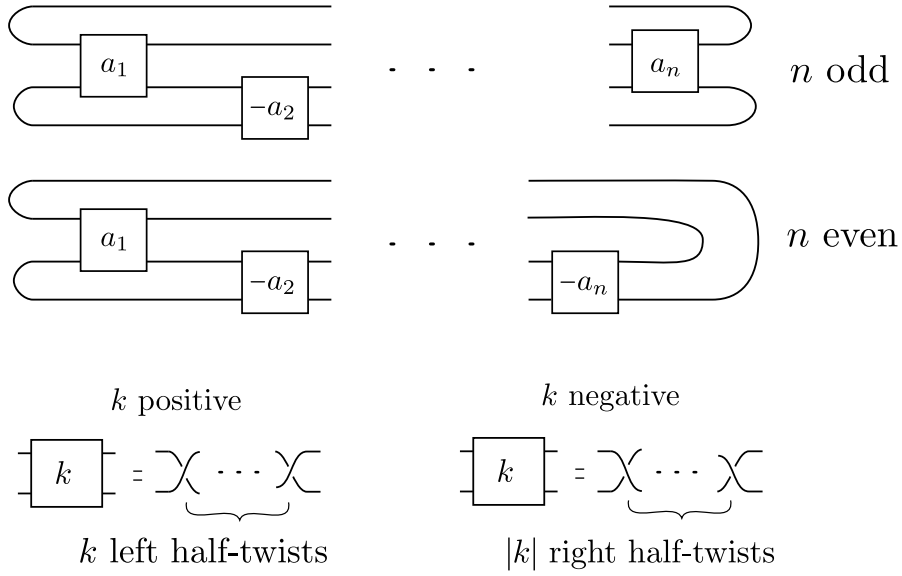 a₁ −a₂ . . . aₙ n odd
a₁ −a₂ . . . −aₙ n even
k positive k negative
k = · · · k = · · ·
k left half-twists |k| right half-twists